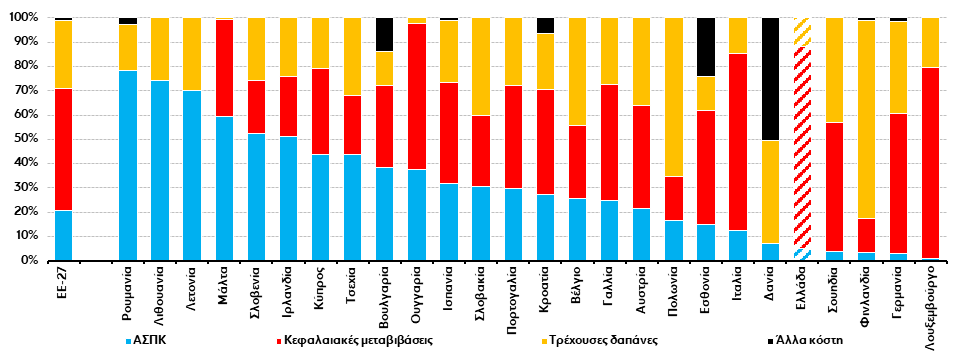 100%
90%
80%
70%
60%
50%
40%
30%
20%
10%
0%
ΕΕ-27
Ρουμανία
Λιθουανία
Λετονία
Μάλτα
Σλοβενία
Ιρλανδία
Κύπρος
Τσεχία
Βουλγαρία
Ουγγαρία
Ισπανία
Σλοβακία
Πορτογαλία
Κροατία
Βέλγιο
Γαλλία
Αυστρία
Πολωνία
Εσθονία
Ιταλία
Δανία
Ελλάδα
Σουηδία
Φινλανδία
Γερμανία
Λουξεμβούργο
ΑΣΠΚ Κεφαλαιακές μεταβιβάσεις Τρέχουσες δαπάνες Άλλα κόστη